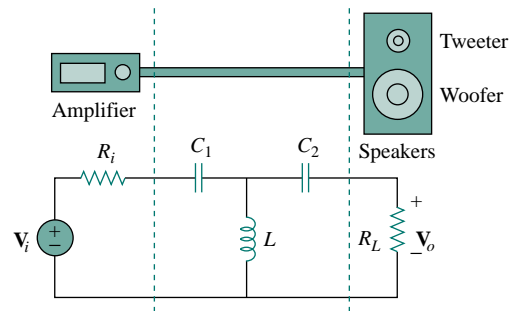 Tweeter
Woofer
Amplifier
Speakers
R_i
C_1
C_2
+
+
−
V_i
L
R_L
V_o
−